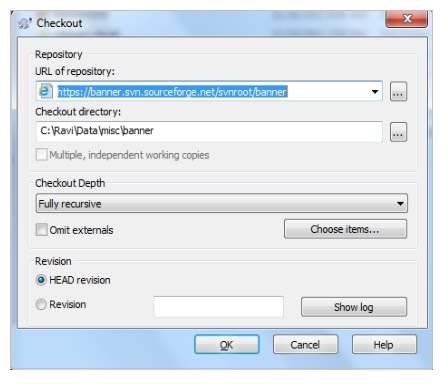 Checkout
Repository
URL of repository:
https://banner.svn.sourceforge.net/svnroot/banner
...
Checkout directory:
C:\Ravi\Data\misc\banner
...
Multiple, independent working copies
Checkout Depth
Fully recursive
Omit externals
Choose items...
Revision
HEAD revision
Revision
Show log
OK
Cancel
Help